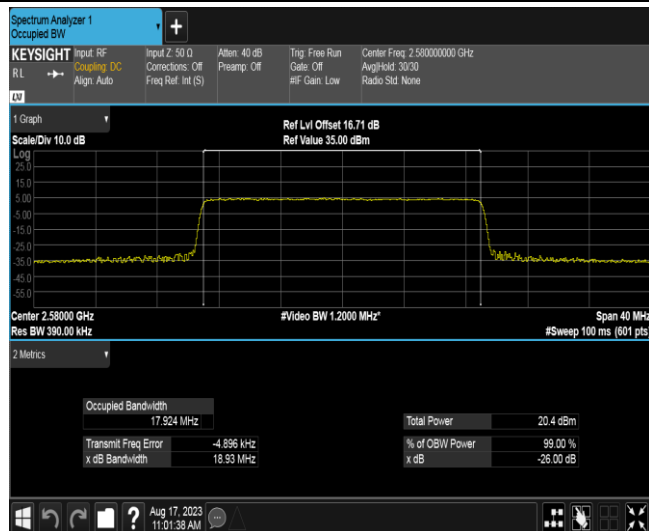 Spectrum Analyzer 1
Occupied BW
+
KEYSIGHT
Input: RF
Input Z: 50 Ω
Atten: 40 dB
Trig: Free Run
Center Freq: 2.580000000 GHz
RL
Coupling: DC
Corrections: Off
Preamp: Off
Gate: Off
Avg|Hold: 30/30
Align: Auto
Freq Ref: Int (S)
#IF Gain: Low
Radio Std: None
LXI
1 Graph
Ref Lvl Offset 16.71 dB
Scale/Div 10.0 dB
Ref Value 35.00 dBm
Log
25.0
15.0
5.00
-5.00
-15.0
-25.0
-35.0
-45.0
-55.0
Center 2.58000 GHz
#Video BW 1.2000 MHz*
Span 40 MHz
Res BW 390.00 kHz
#Sweep 100 ms (601 pts)
2 Metrics
Occupied Bandwidth
17.924 MHz
Total Power 20.4 dBm
Transmit Freq Error -4.896 kHz
% of OBW Power 99.00 %
x dB Bandwidth 18.93 MHz
x dB -26.00 dB
?
Aug 17, 2023
11:01:38 AM